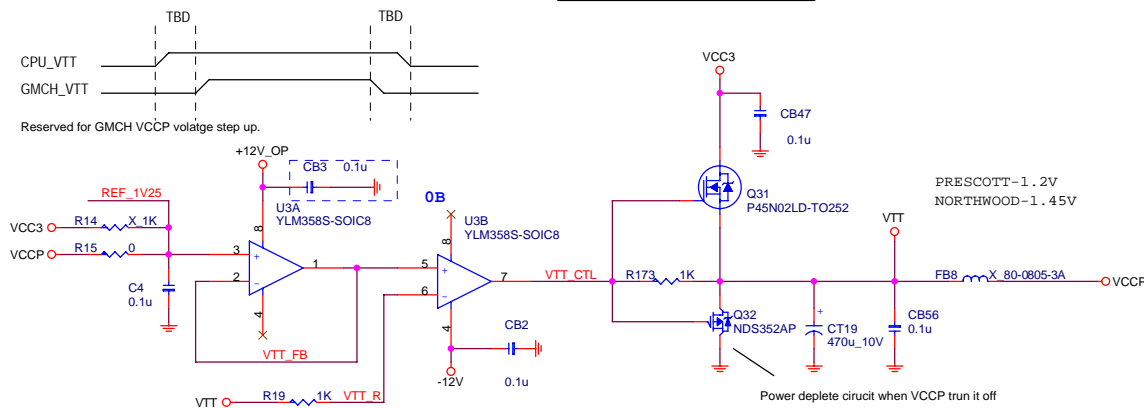 TBD
TBD
CPU_VTT
GMCH_VTT
Reserved for GMCH VCCP volatge step up.
VCC3
CB47
0.1u
+12V_OP
CB3
0.1u
U3A
YLM358S-SOIC8
0B
U3B
YLM358S-SOIC8
REF_1V25
VCC3
R14
X_1K
VCCP
R15
0
C4
0.1u
3
2
8
4
1
+
-
VTT_FB
5
6
8
4
7
+
-
VTT_CTL
CB2
0.1u
-12V
VTT
R19
1K
VTT_R
Q31
P45N02LD-TO252
PRESCOTT-1.2V
NORTHWOOD-1.45V
VTT
R173
1K
FB8
X_80-0805-3A
VCCP
Q32
NDS352AP
+
CT19
470u_10V
CB56
0.1u
Power deplete cirucit when VCCP trun it off